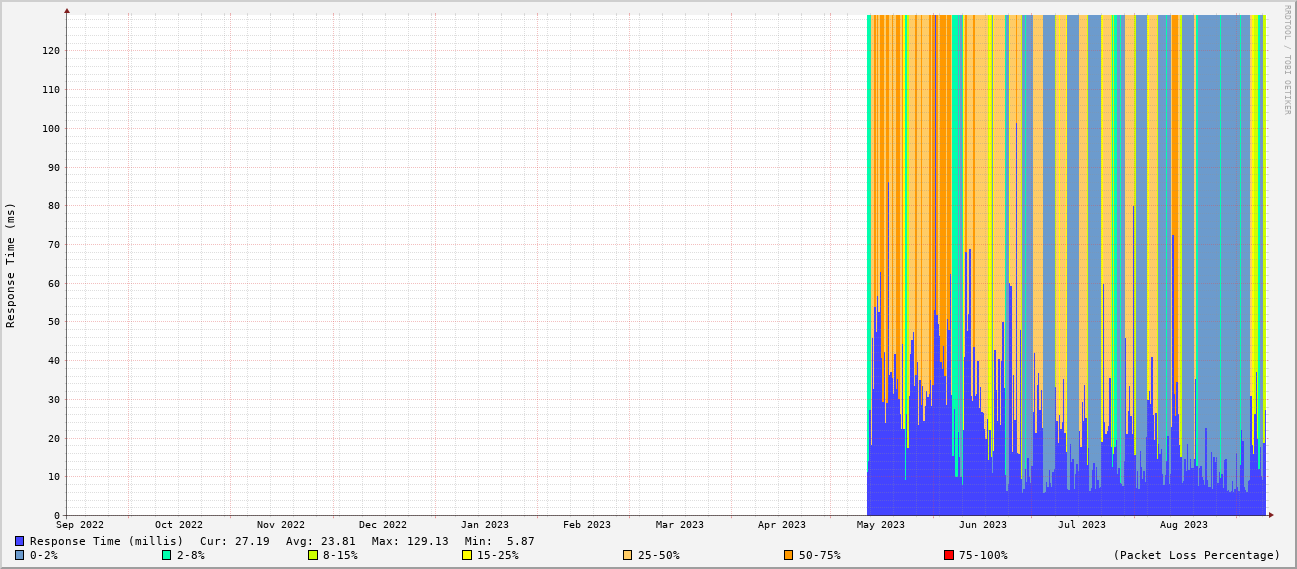 RRDTOOL / TOBI OETIKER
Response Time (ms)
120
110
100
90
80
70
60
50
40
30
20
10
0
Sep 2022 Oct 2022 Nov 2022 Dec 2022 Jan 2023 Feb 2023 Mar 2023 Apr 2023 May 2023 Jun 2023 Jul 2023 Aug 2023
Response Time (millis) Cur: 27.19 Avg: 23.81 Max: 129.13 Min: 5.87
0-2% 2-8% 8-15% 15-25% 25-50% 50-75% 75-100% (Packet Loss Percentage)